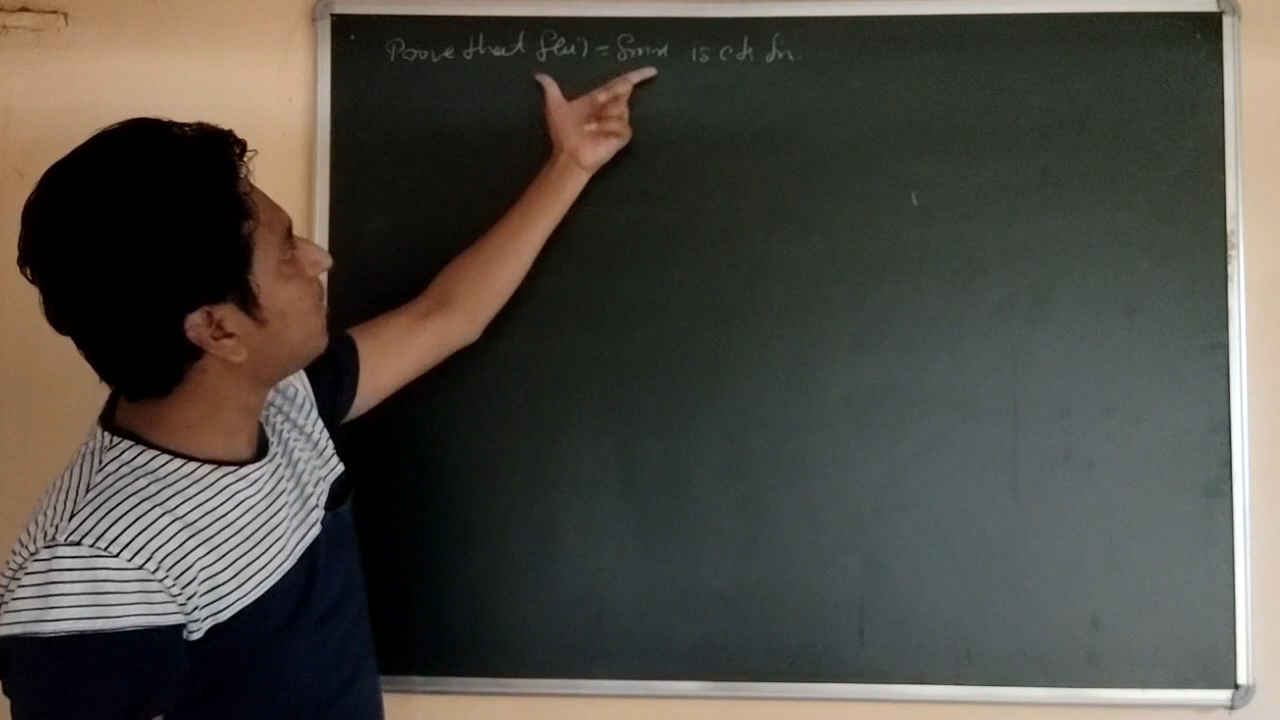 Prove that f(x) = Sinx is cts fn.